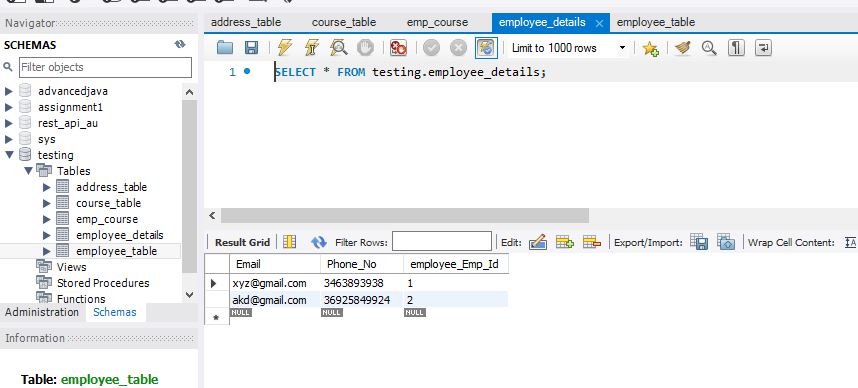 Navigator
SCHEMAS
Filter objects
advancedjava
assignment1
rest_api_au
sys
testing
Tables
address_table
course_table
emp_course
employee_details
employee_table
Views
Stored Procedures
Functions
Administration Schemas
Information
Table: employee_table
address_table course_table emp_course employee_details employee_table
Limit to 1000 rows
1 SELECT * FROM testing.employee_details;
Result Grid Filter Rows: Edit: Export/Import: Wrap Cell Content: IA
Email Phone_No employee_Emp_Id
xyz@gmail.com 3463893938 1
akd@gmail.com 36925849924 2
NULL NULL NULL